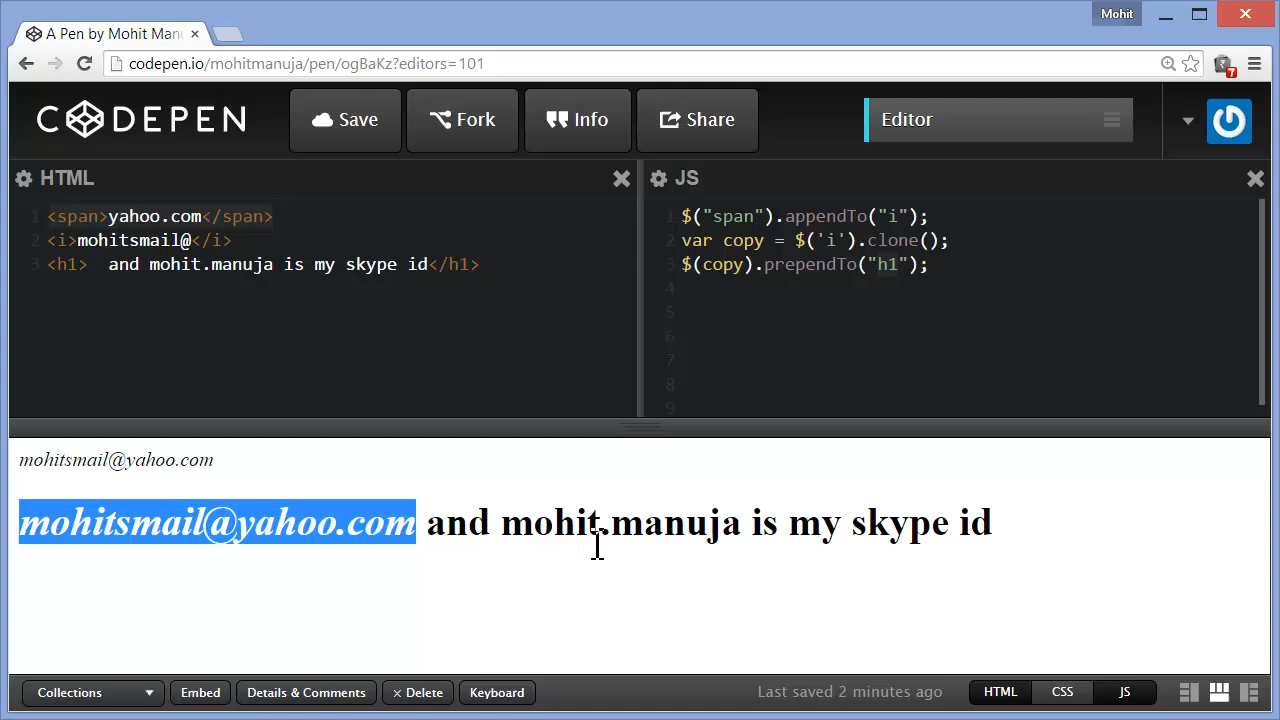 Mohit
A Pen by Mohit Manu
codepen.io/mohitmanuja/pen/ogBaKz?editors=101
7
CODEPEN
Save
Fork
Info
Share
Editor
HTML
1 <span>yahoo.com</span>
2 <i>mohitsmail@</i>
3 <h1>  and mohit.manuja is my skype id</h1>
JS
1 $("span").appendTo("i");
2 var copy = $('i').clone();
3 $(copy).prependTo("h1");
4
5
6
7
8
9
mohitsmail@yahoo.com
mohitsmail@yahoo.com and mohit.manuja is my skype id
Collections
Embed
Details & Comments
× Delete
Keyboard
Last saved 2 minutes ago
HTML
CSS
JS